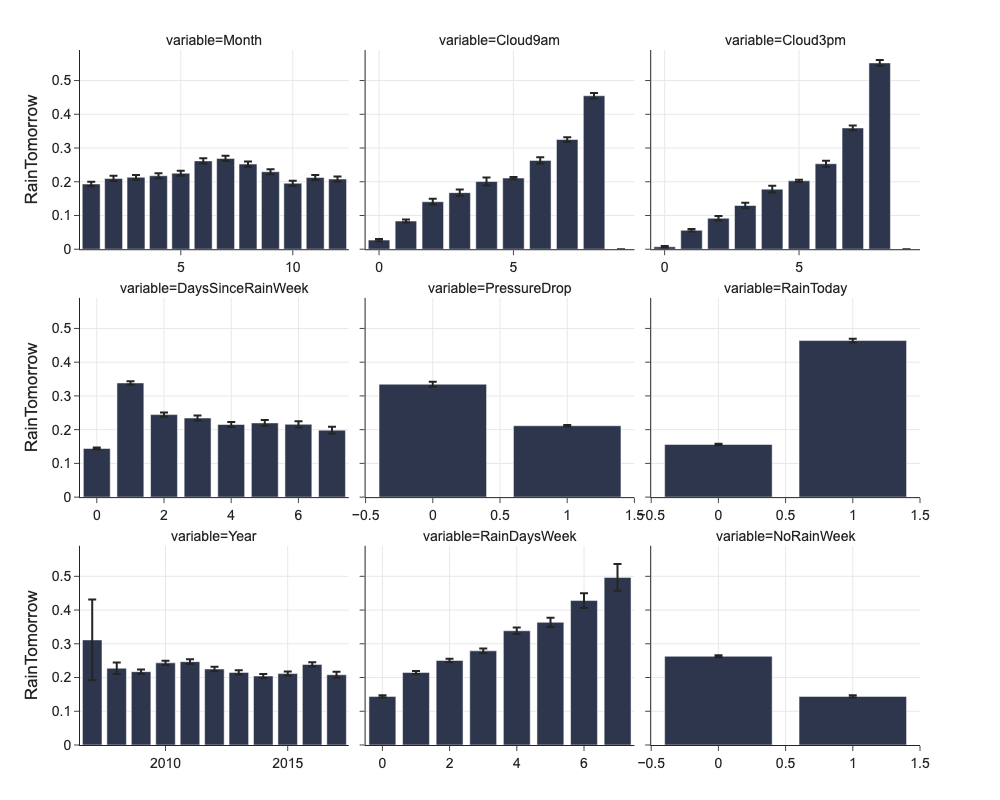 variable=Month variable=Cloud9am variable=Cloud3pm
RainTomorrow
0.5
0.4
0.3
0.2
0.1
0
5 10 0 5 0 5
variable=DaysSinceRainWeek variable=PressureDrop variable=RainToday
RainTomorrow
0.5
0.4
0.3
0.2
0.1
0
0 2 4 6 −0.5 0 0.5 1 1.5 −0.5 0 0.5 1 1.5
variable=Year variable=RainDaysWeek variable=NoRainWeek
RainTomorrow
0.5
0.4
0.3
0.2
0.1
0
2010 2015 0 2 4 6 −0.5 0 0.5 1 1.5